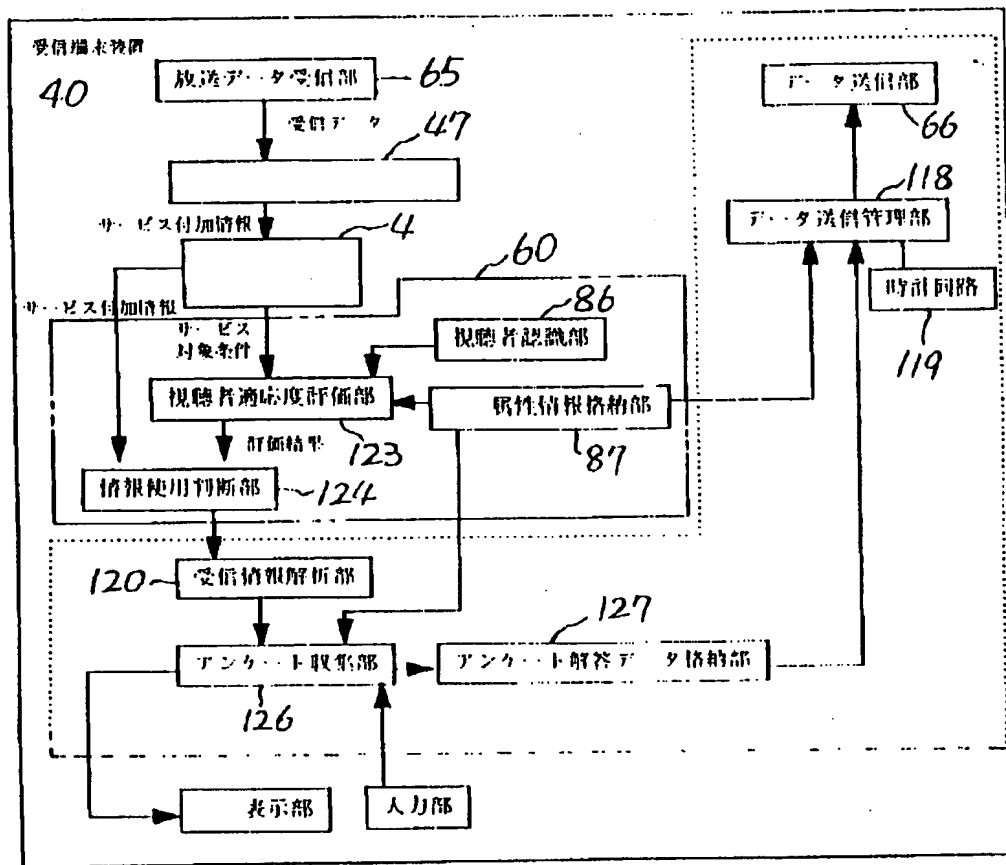 受信端末装置
40
放送データ受信部
65
受信データ
47
サービス付加情報
4
60
サービス付加情報
サービス
対象条件
86
視聴者認識部
視聴者適応度評価部
123
属性情報格納部
87
評価結果
情報使用判断部
124
120
受信情報解析部
127
アンケート収集部
126
アンケート解答データ格納部
表示部
入力部
データ送信部
66
118
データ送信管理部
時計回路
119